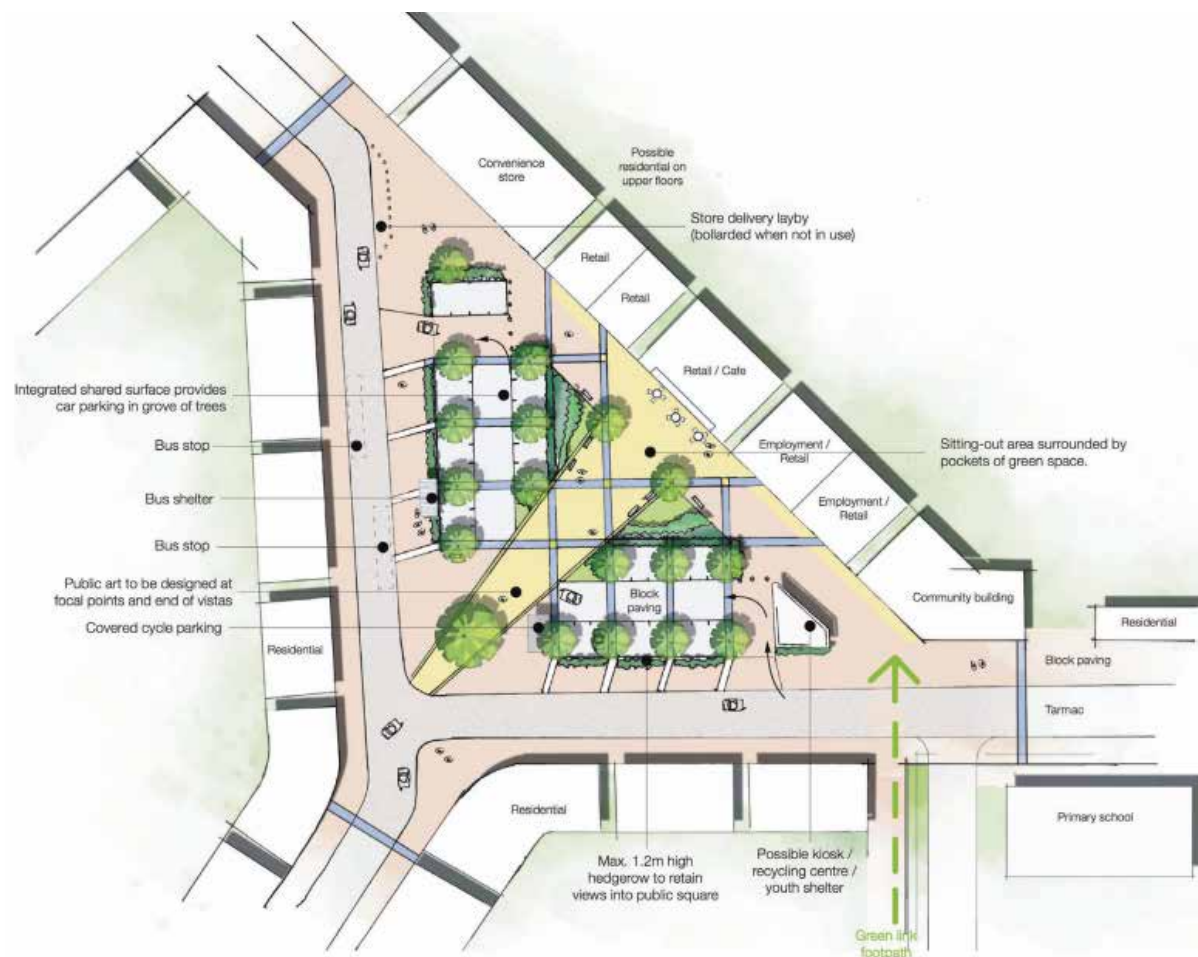 Convenience
store
Possible
residential on
upper floors
Store delivery layby
(bollarded when not in use)
Retail
Retail
Retail / Cafe
Integrated shared surface provides
car parking in grove of trees
Bus stop
Employment /
Retail
Sitting-out area surrounded by
pockets of green space.
Bus shelter
Employment /
Retail
Bus stop
Public art to be designed at
focal points and end of vistas
Block
paving
Community building
Covered cycle parking
Residential
Residential
Block paving
Tarmac
Residential
Primary school
Max. 1.2m high
hedgerow to retain
views into public square
Possible kiosk /
recycling centre /
youth shelter
Green link
footpath